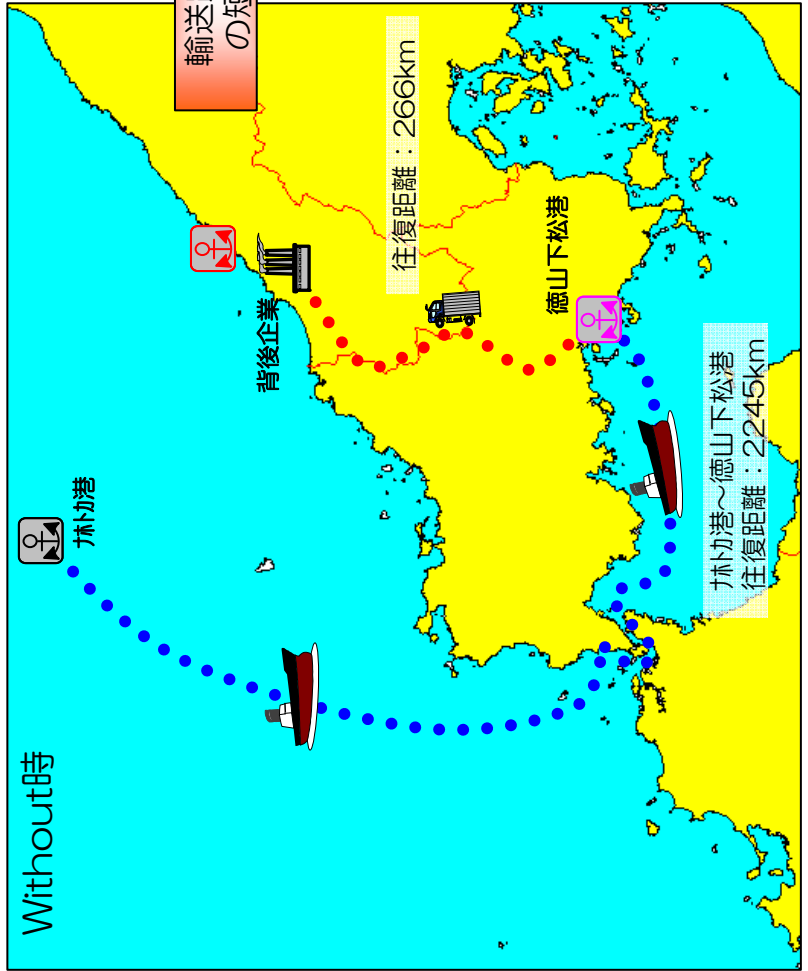 Without時
ﾅﾎﾄｶ港
背後企業
輸送
の短
往復距離：266km
徳山下松港
ﾅﾎﾄｶ港～徳山下松港
往復距離：2245km